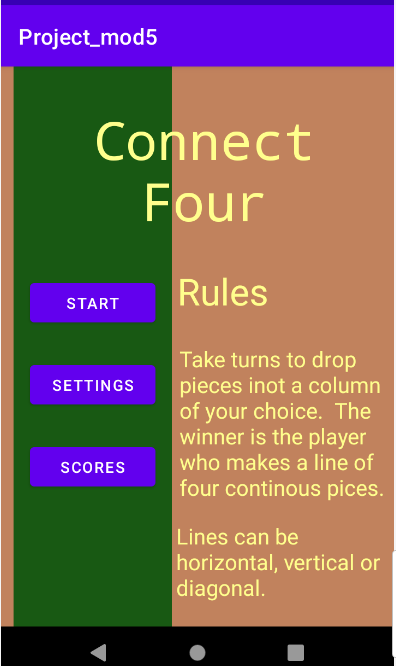 Project_mod5
Connect
Four
START
Rules
SETTINGS
Take turns to drop
pieces inot a column
of your choice.  The
winner is the player
who makes a line of
four continous pices.
SCORES
Lines can be
horizontal, vertical or
diagonal.